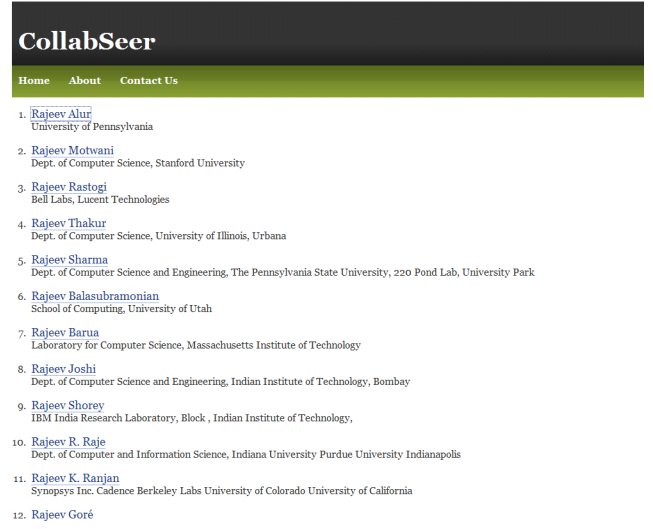 CollabSeer
Home About Contact Us
1. Rajeev Alur
University of Pennsylvania
2. Rajeev Motwani
Dept. of Computer Science, Stanford University
3. Rajeev Rastogi
Bell Labs, Lucent Technologies
4. Rajeev Thakur
Dept. of Computer Science, University of Illinois, Urbana
5. Rajeev Sharma
Dept. of Computer Science and Engineering, The Pennsylvania State University, 220 Pond Lab, University Park
6. Rajeev Balasubramonian
School of Computing, University of Utah
7. Rajeev Barua
Laboratory for Computer Science, Massachusetts Institute of Technology
8. Rajeev Joshi
Dept. of Computer Science and Engineering, Indian Institute of Technology, Bombay
9. Rajeev Shorey
IBM India Research Laboratory, Block , Indian Institute of Technology,
10. Rajeev R. Raje
Dept. of Computer and Information Science, Indiana University Purdue University Indianapolis
11. Rajeev K. Ranjan
Synopsys Inc. Cadence Berkeley Labs University of Colorado University of California
12. Rajeev Goré